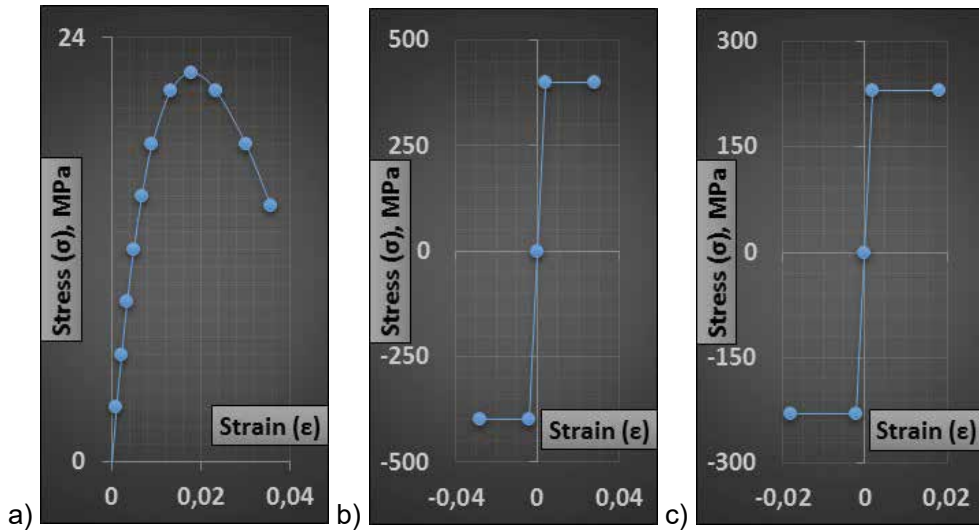 a)
24
0
Stress (σ), MPa
Strain (ε)
0
0,02
0,04
b)
500
250
0
-250
-500
Stress (σ), MPa
Strain (ε)
-0,04
0
0,04
c)
300
150
0
-150
-300
Stress (σ), MPa
Strain (ε)
-0,02
0
0,02